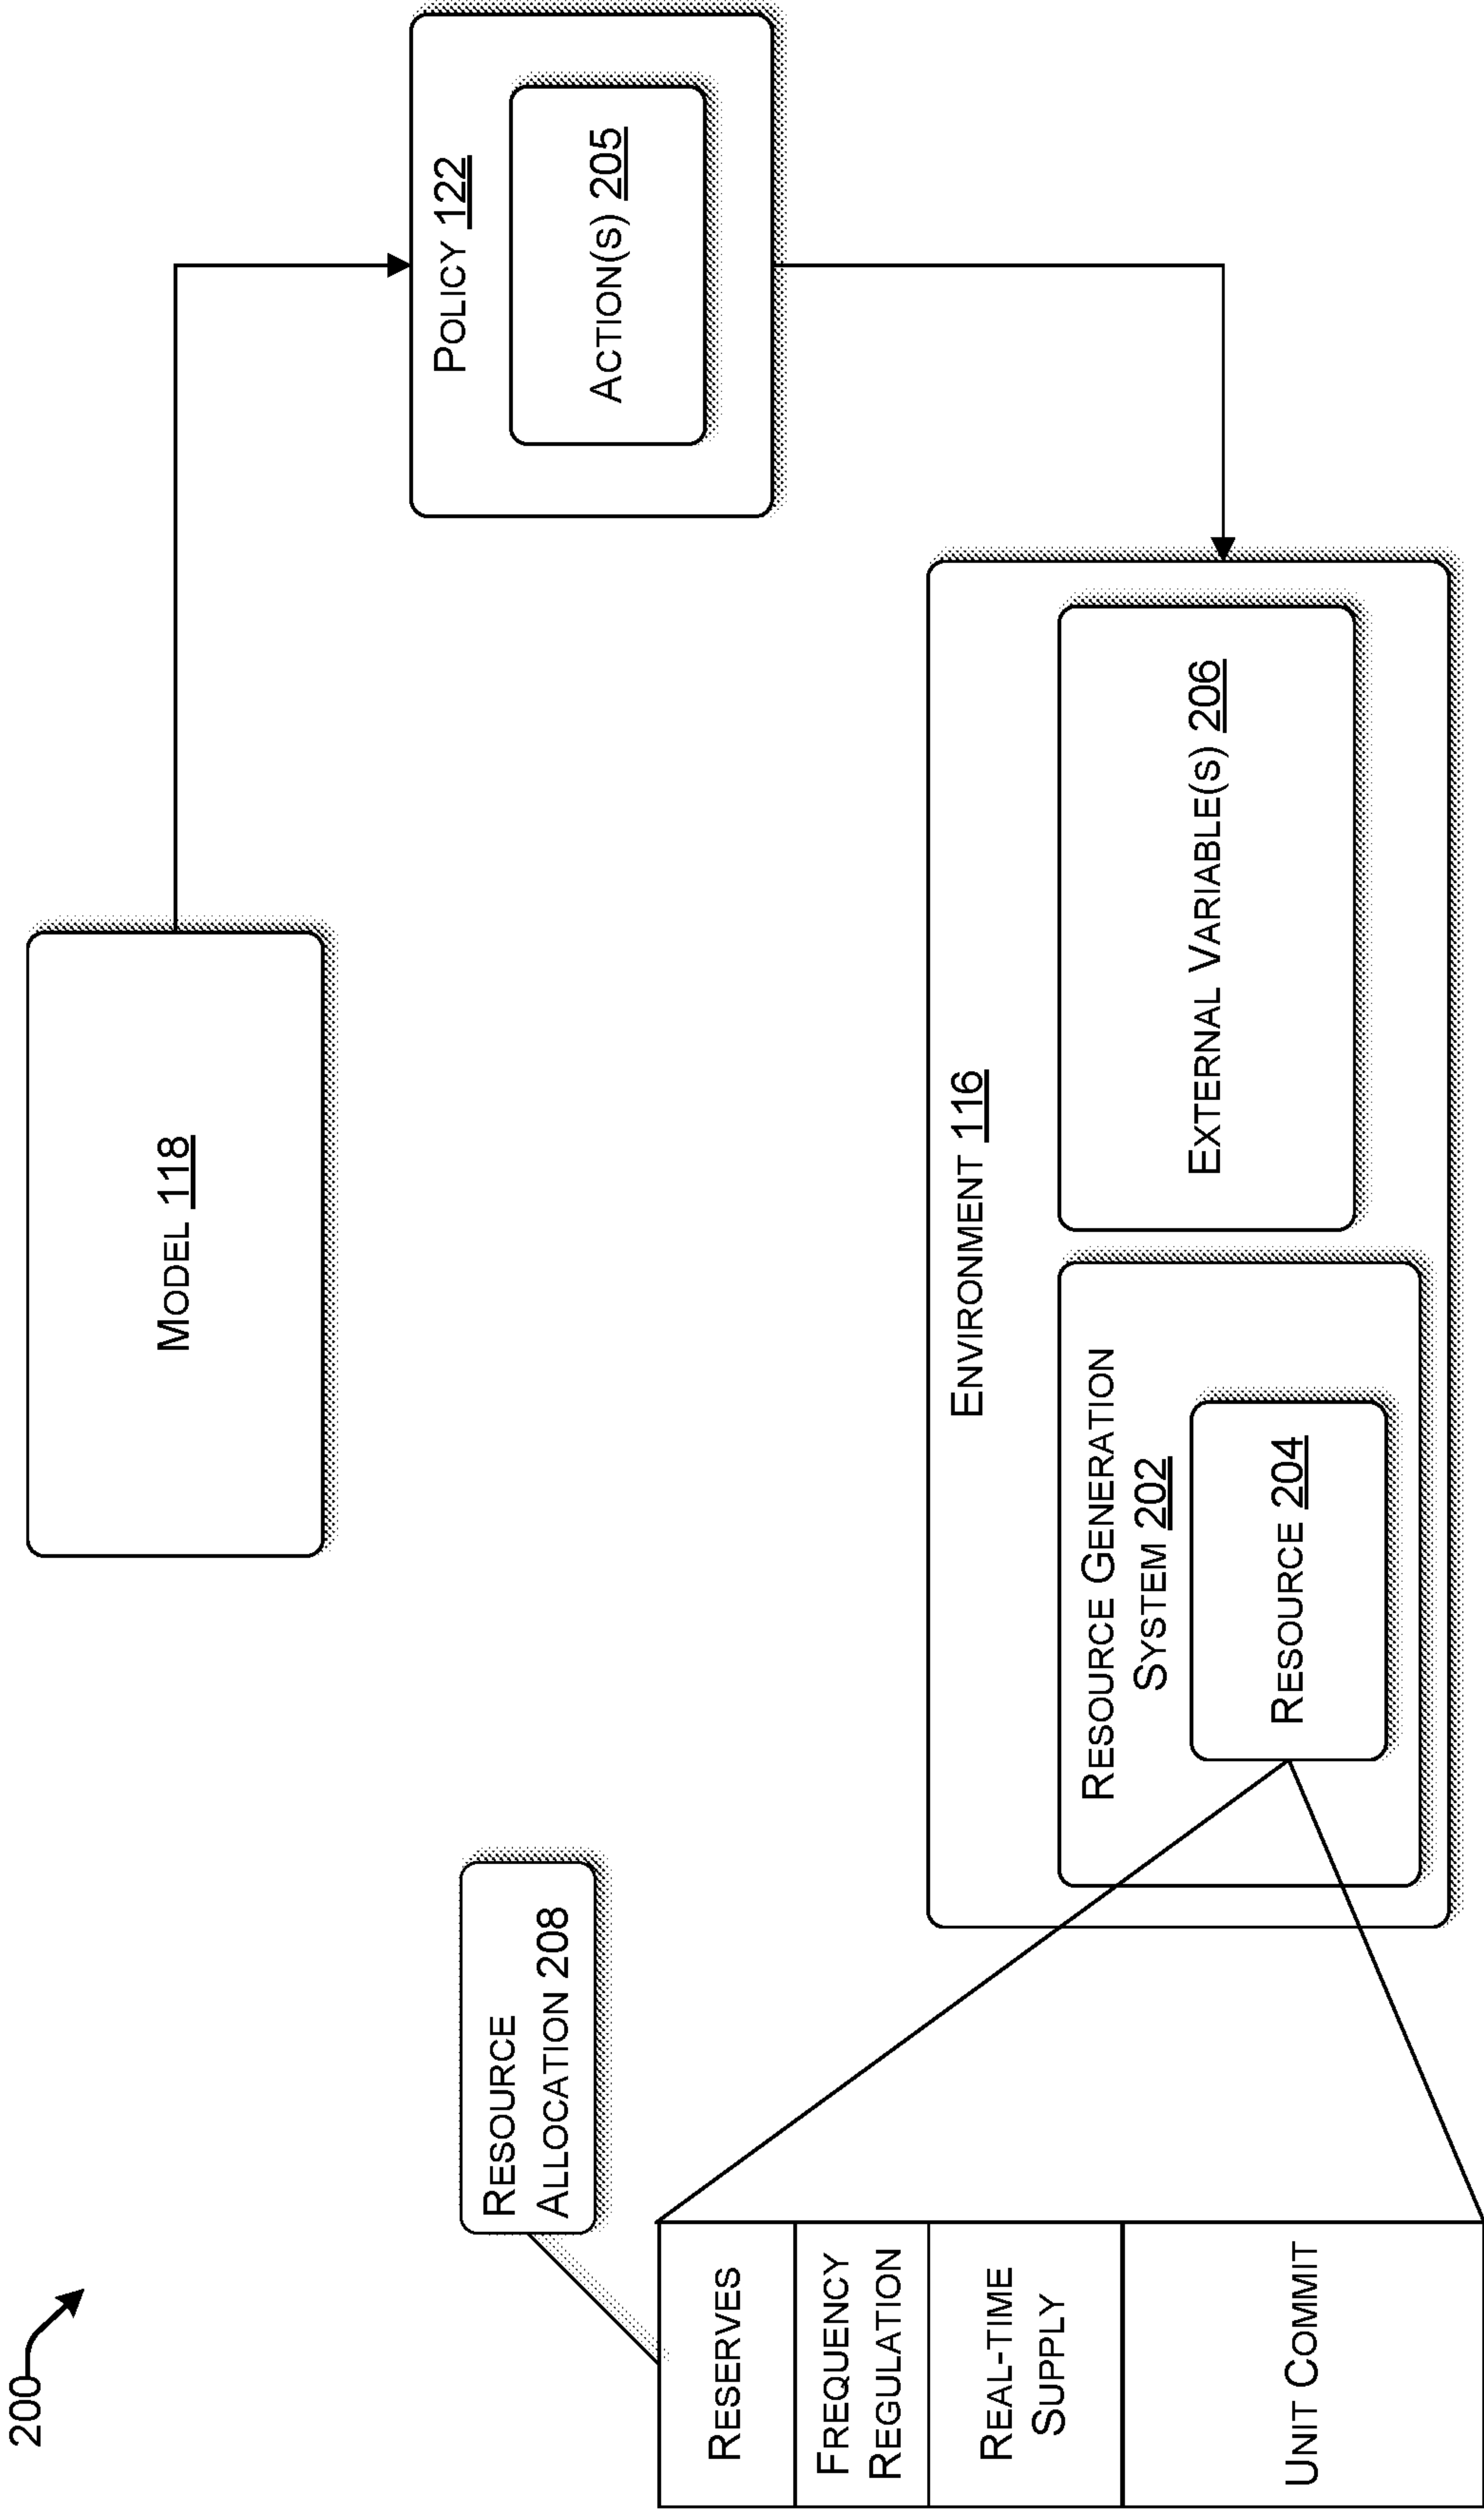 200
MODEL 118
RESOURCE
ALLOCATION 208
POLICY 122
ACTION(S) 205
RESERVES
FREQUENCY
REGULATION
REAL-TIME
SUPPLY
UNIT COMMIT
ENVIRONMENT 116
RESOURCE GENERATION
SYSTEM 202
RESOURCE 204
EXTERNAL VARIABLE(S) 206